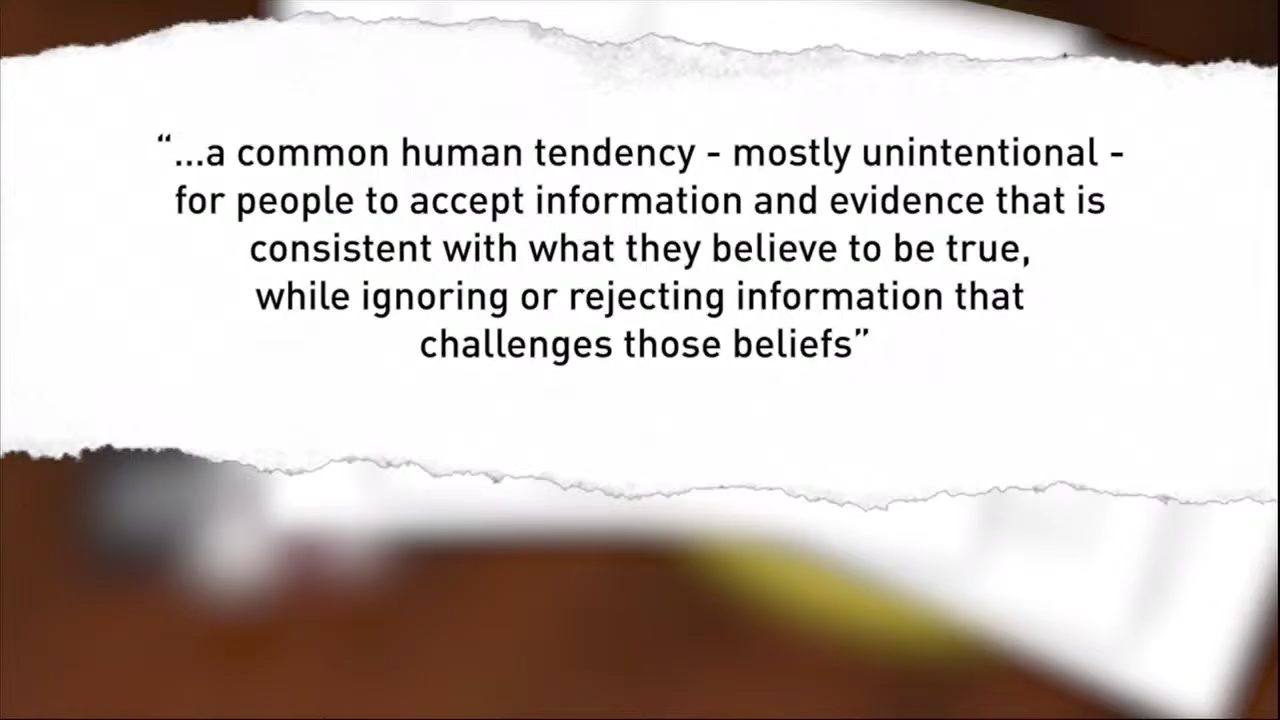 “...a common human tendency - mostly unintentional -
for people to accept information and evidence that is
consistent with what they believe to be true,
while ignoring or rejecting information that
challenges those beliefs”